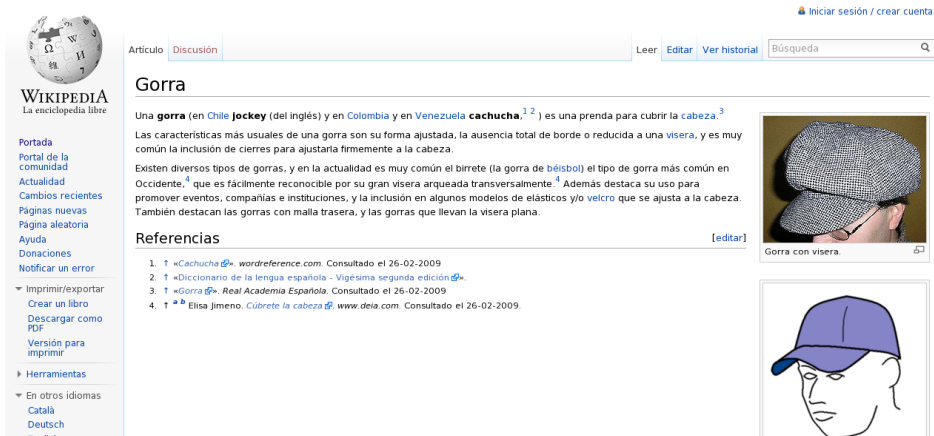 Iniciar sesión / crear cuenta
WIKIPEDIA
La enciclopedia libre
Artículo
Discusión
Leer
Editar
Ver historial
Búsqueda
Portada
Portal de la
comunidad
Actualidad
Cambios recientes
Páginas nuevas
Página aleatoria
Ayuda
Donaciones
Notificar un error
Imprimir/exportar
Crear un libro
Descargar como
PDF
Versión para
imprimir
Herramientas
En otros idiomas
Català
Deutsch
Gorra
Una gorra (en Chile jockey (del inglés) y en Colombia y en Venezuela cachucha,1 2 ) es una prenda para cubrir la cabeza.3
Las características más usuales de una gorra son su forma ajustada, la ausencia total de borde o reducida a una visera, y es muy
común la inclusión de cierres para ajustarla firmemente a la cabeza.
Existen diversos tipos de gorras, y en la actualidad es muy común el birrete (la gorra de béisbol) el tipo de gorra más común en
Occidente,4 que es fácilmente reconocible por su gran visera arqueada transversalmente.4 Además destaca su uso para
promover eventos, compañías e instituciones, y la inclusión en algunos modelos de elásticos y/o velcro que se ajusta a la cabeza.
También destacan las gorras con malla trasera, y las gorras que llevan la visera plana.
Referencias [editar]
1. ↑ «Cachucha». wordreference.com. Consultado el 26-02-2009
2. ↑ «Diccionario de la lengua española - Vigésima segunda edición».
3. ↑ «Gorra». Real Academia Española. Consultado el 26-02-2009
4. ↑ a b Elisa Jimeno. Cúbrete la cabeza. www.deia.com. Consultado el 26-02-2009.
Gorra con visera.